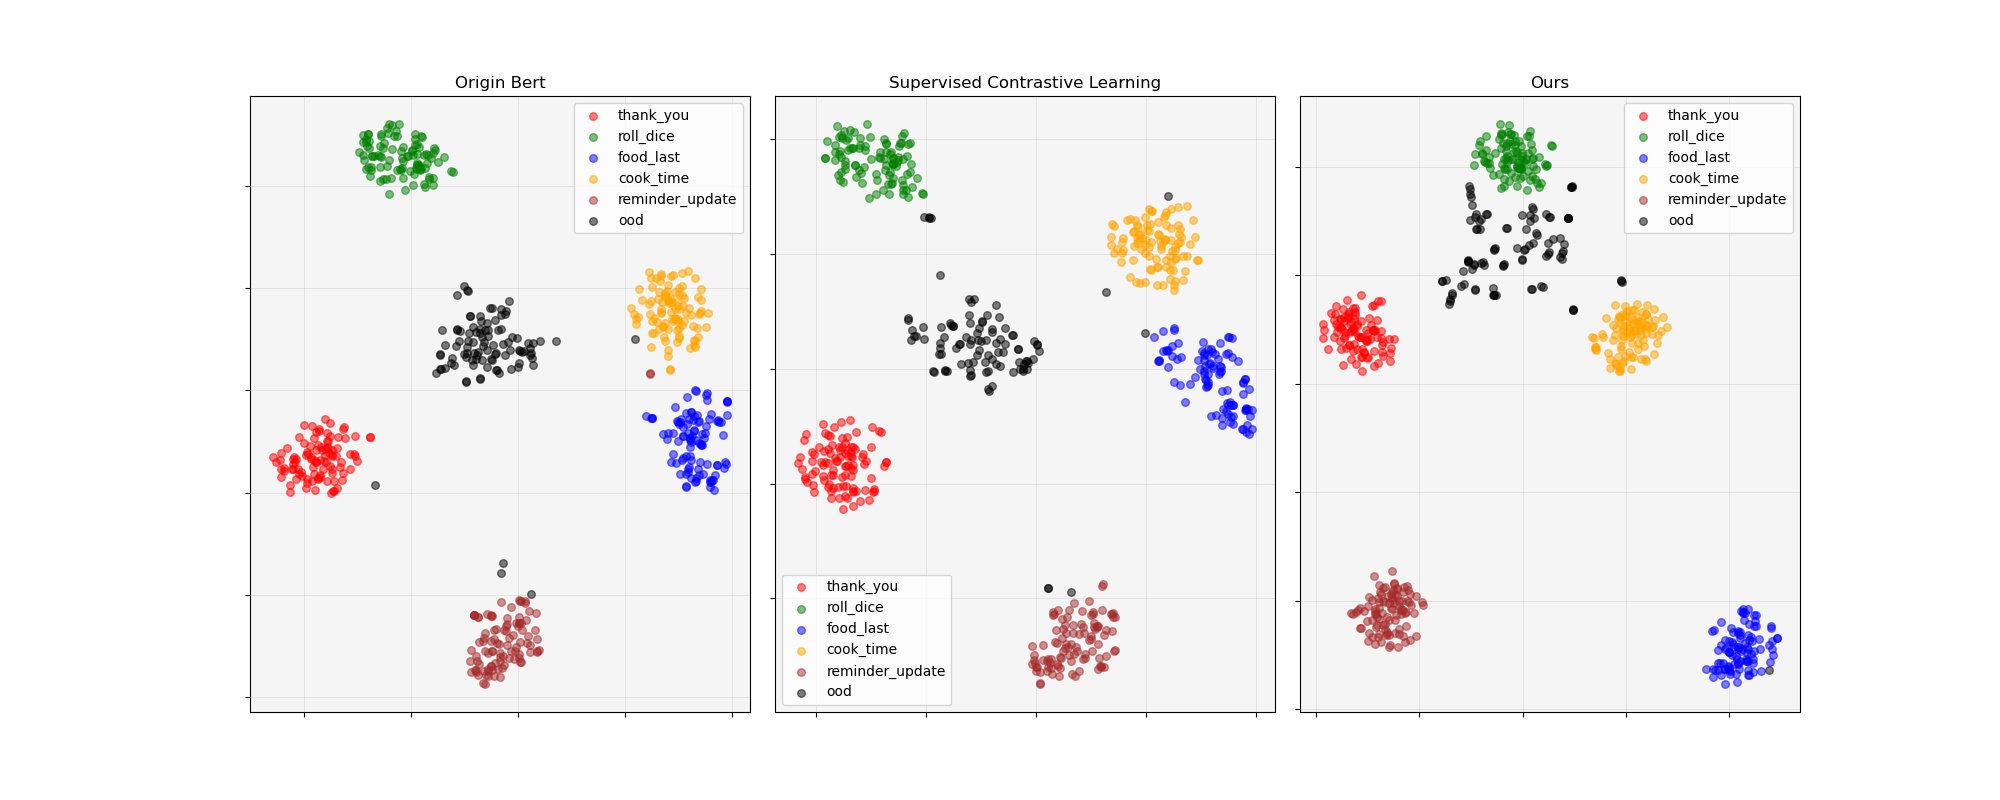 Origin Bert
thank_you
roll_dice
food_last
cook_time
reminder_update
ood
Supervised Contrastive Learning
thank_you
roll_dice
food_last
cook_time
reminder_update
ood
Ours
thank_you
roll_dice
food_last
cook_time
reminder_update
ood